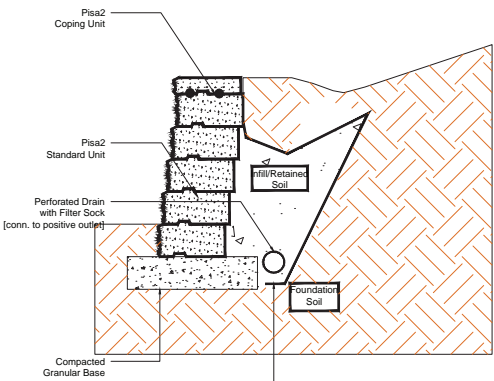 Pisa2
Coping Unit
Pisa2
Standard Unit
nfill/Retained
Soil
Perforated Drain
with Filter Sock
[conn. to positive outlet]
Foundation
Soil
Compacted
Granular Base